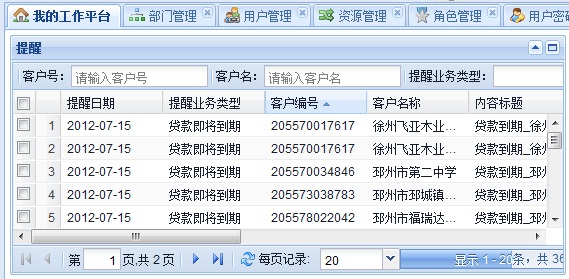 我的工作平台 部门管理 用户管理 资源管理 角色管理 用户密
提醒
客户号： 请输入客户号 客户名： 请输入客户名 提醒业务类型：
提醒日期 提醒业务类型 客户编号 客户名称 内容标题
1 2012-07-15 贷款即将到期 205570017617 徐州飞亚木业... 贷款到期_徐州
2 2012-07-15 贷款即将到期 205570017617 徐州飞亚木业... 贷款到期_徐州
3 2012-07-15 贷款即将到期 205570034846 邳州市第二中学 贷款到期_邳
4 2012-07-15 贷款即将到期 205573038783 邳州市邳城镇... 贷款到期_邳
5 2012-07-15 贷款即将到期 205578022042 邳州市福瑞达... 贷款到期_邳
第 1 页,共 2 页 每页记录: 20 显示 1 - 20条，共 36